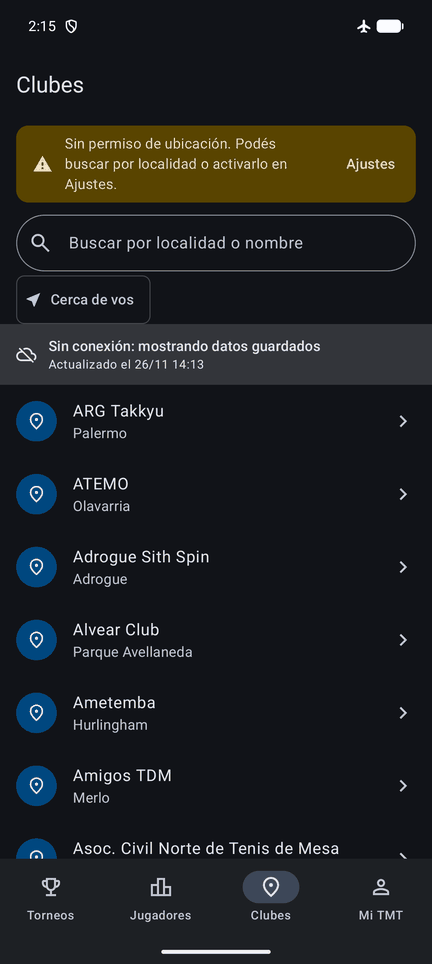 2:15
Clubes
Sin permiso de ubicación. Podés
buscar por localidad o activarlo en
Ajustes.
Ajustes
Buscar por localidad o nombre
Cerca de vos
Sin conexión: mostrando datos guardados
Actualizado el 26/11 14:13
ARG Takkyu
Palermo
ATEMO
Olavarria
Adrogue Sith Spin
Adrogue
Alvear Club
Parque Avellaneda
Ametemba
Hurlingham
Amigos TDM
Merlo
Asoc. Civil Norte de Tenis de Mesa
Torneos
Jugadores
Clubes
Mi TMT